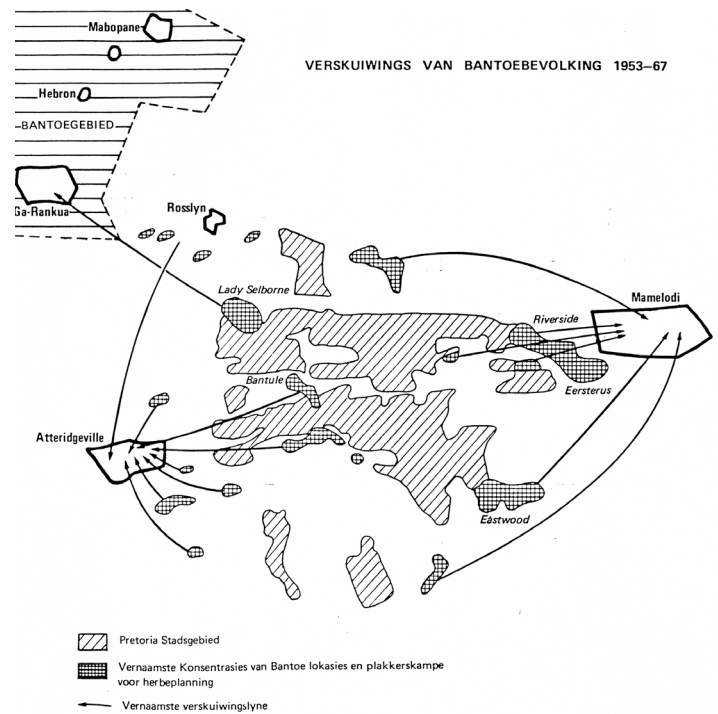 Mabopane
VERSKUIWINGS VAN BANTOEBEVOLKING 1953–67
Hebron
BANTOEGEBIED
Ga-Rankua
Rosslyn
Lady Selborne
Mamelodi
Riverside
Bantule
Eersterus
Atteridgeville
Eastwood
Pretoria Stadsgebied
Vernaamste Konsentrasies van Bantoe lokasies en plakkerskampe
voor herbeplanning
Vernaamste verskuiwingslyne